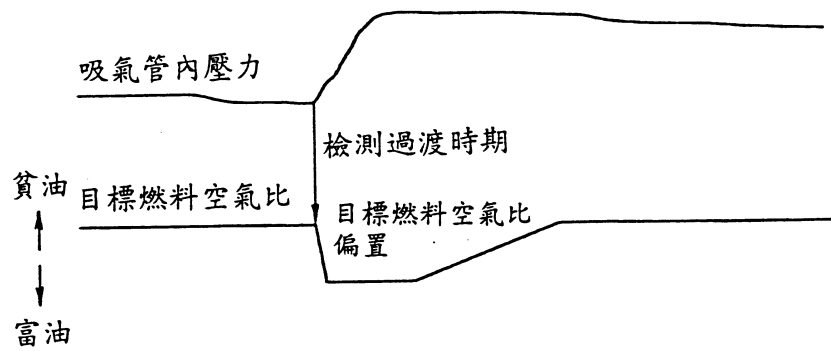 吸氣管內壓力
檢測過渡時期
貧油
目標燃料空氣比
目標燃料空氣比
偏置
富油